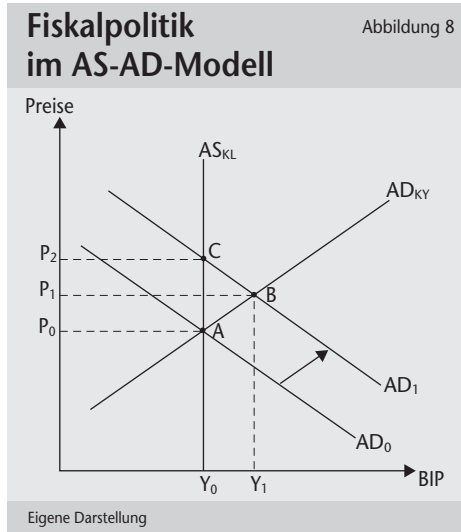 Fiskalpolitik
im AS-AD-Modell
Abbildung 8
Preise
AS_KL
AD_KY
P_2
C
P_1
B
P_0
A
AD_1
AD_0
Y_0
Y_1
BIP
Eigene Darstellung